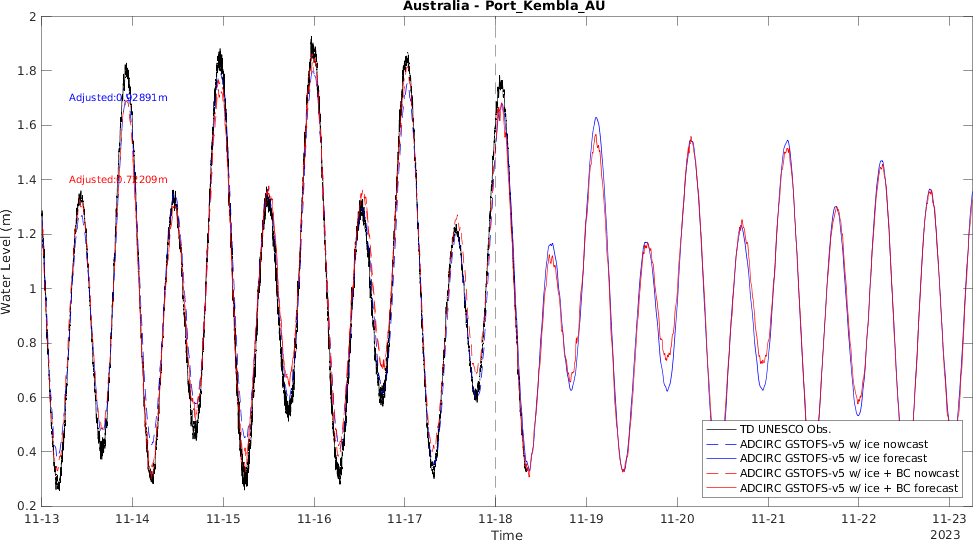 Australia - Port_Kembla_AU
2
1.8
1.6
1.4
1.2
1
0.8
0.6
0.4
0.2
Water Level (m)
Adjusted:0.92891m
Adjusted:0.72209m
TD UNESCO Obs.
ADCIRC GSTOFS-v5 w/ ice nowcast
ADCIRC GSTOFS-v5 w/ ice forecast
ADCIRC GSTOFS-v5 w/ ice + BC nowcast
ADCIRC GSTOFS-v5 w/ ice + BC forecast
11-13 11-14 11-15 11-16 11-17 11-18 11-19 11-20 11-21 11-22 11-23
2023
Time